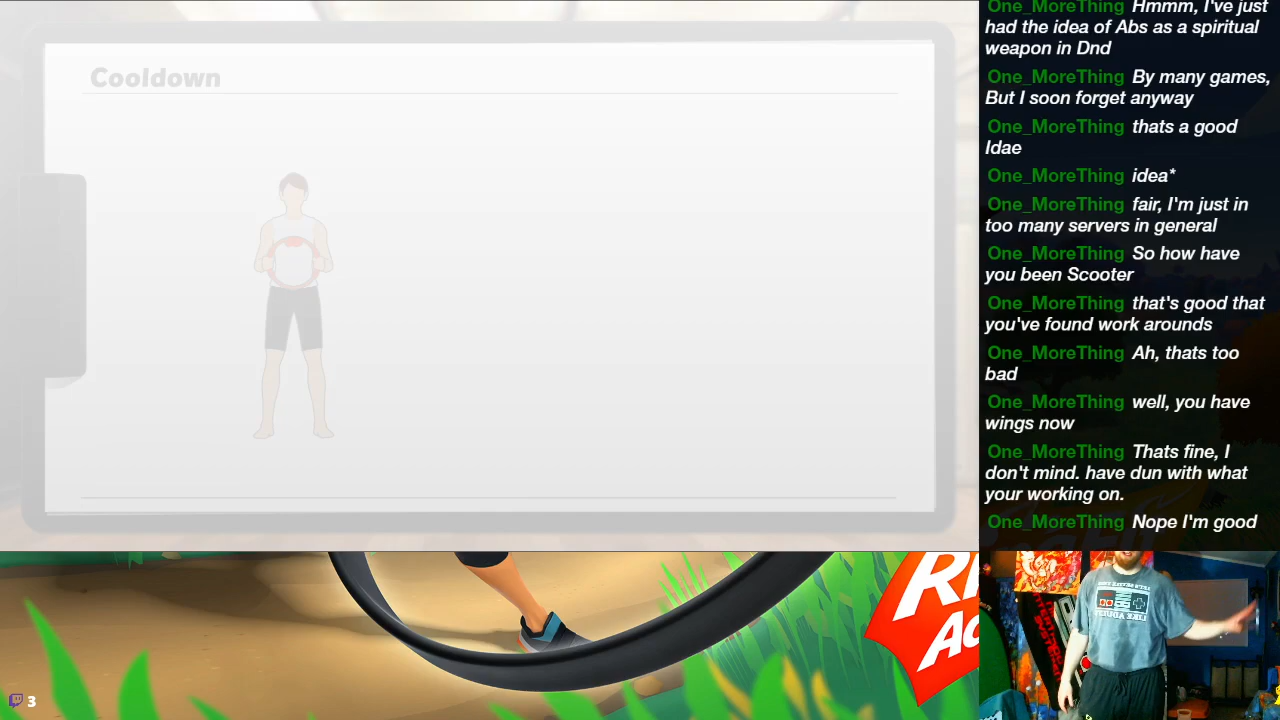 Cooldown
One_MoreThing Hmmm, I've just
had the idea of Abs as a spiritual
weapon in Dnd
One_MoreThing By many games,
But I soon forget anyway
One_MoreThing thats a good
Idae
One_MoreThing idea*
One_MoreThing fair, I'm just in
too many servers in general
One_MoreThing So how have
you been Scooter
One_MoreThing that's good that
you've found work arounds
One_MoreThing Ah, thats too
bad
One_MoreThing well, you have
wings now
One_MoreThing Thats fine, I
don't mind. have dun with what
your working on.
One_MoreThing Nope I'm good
3